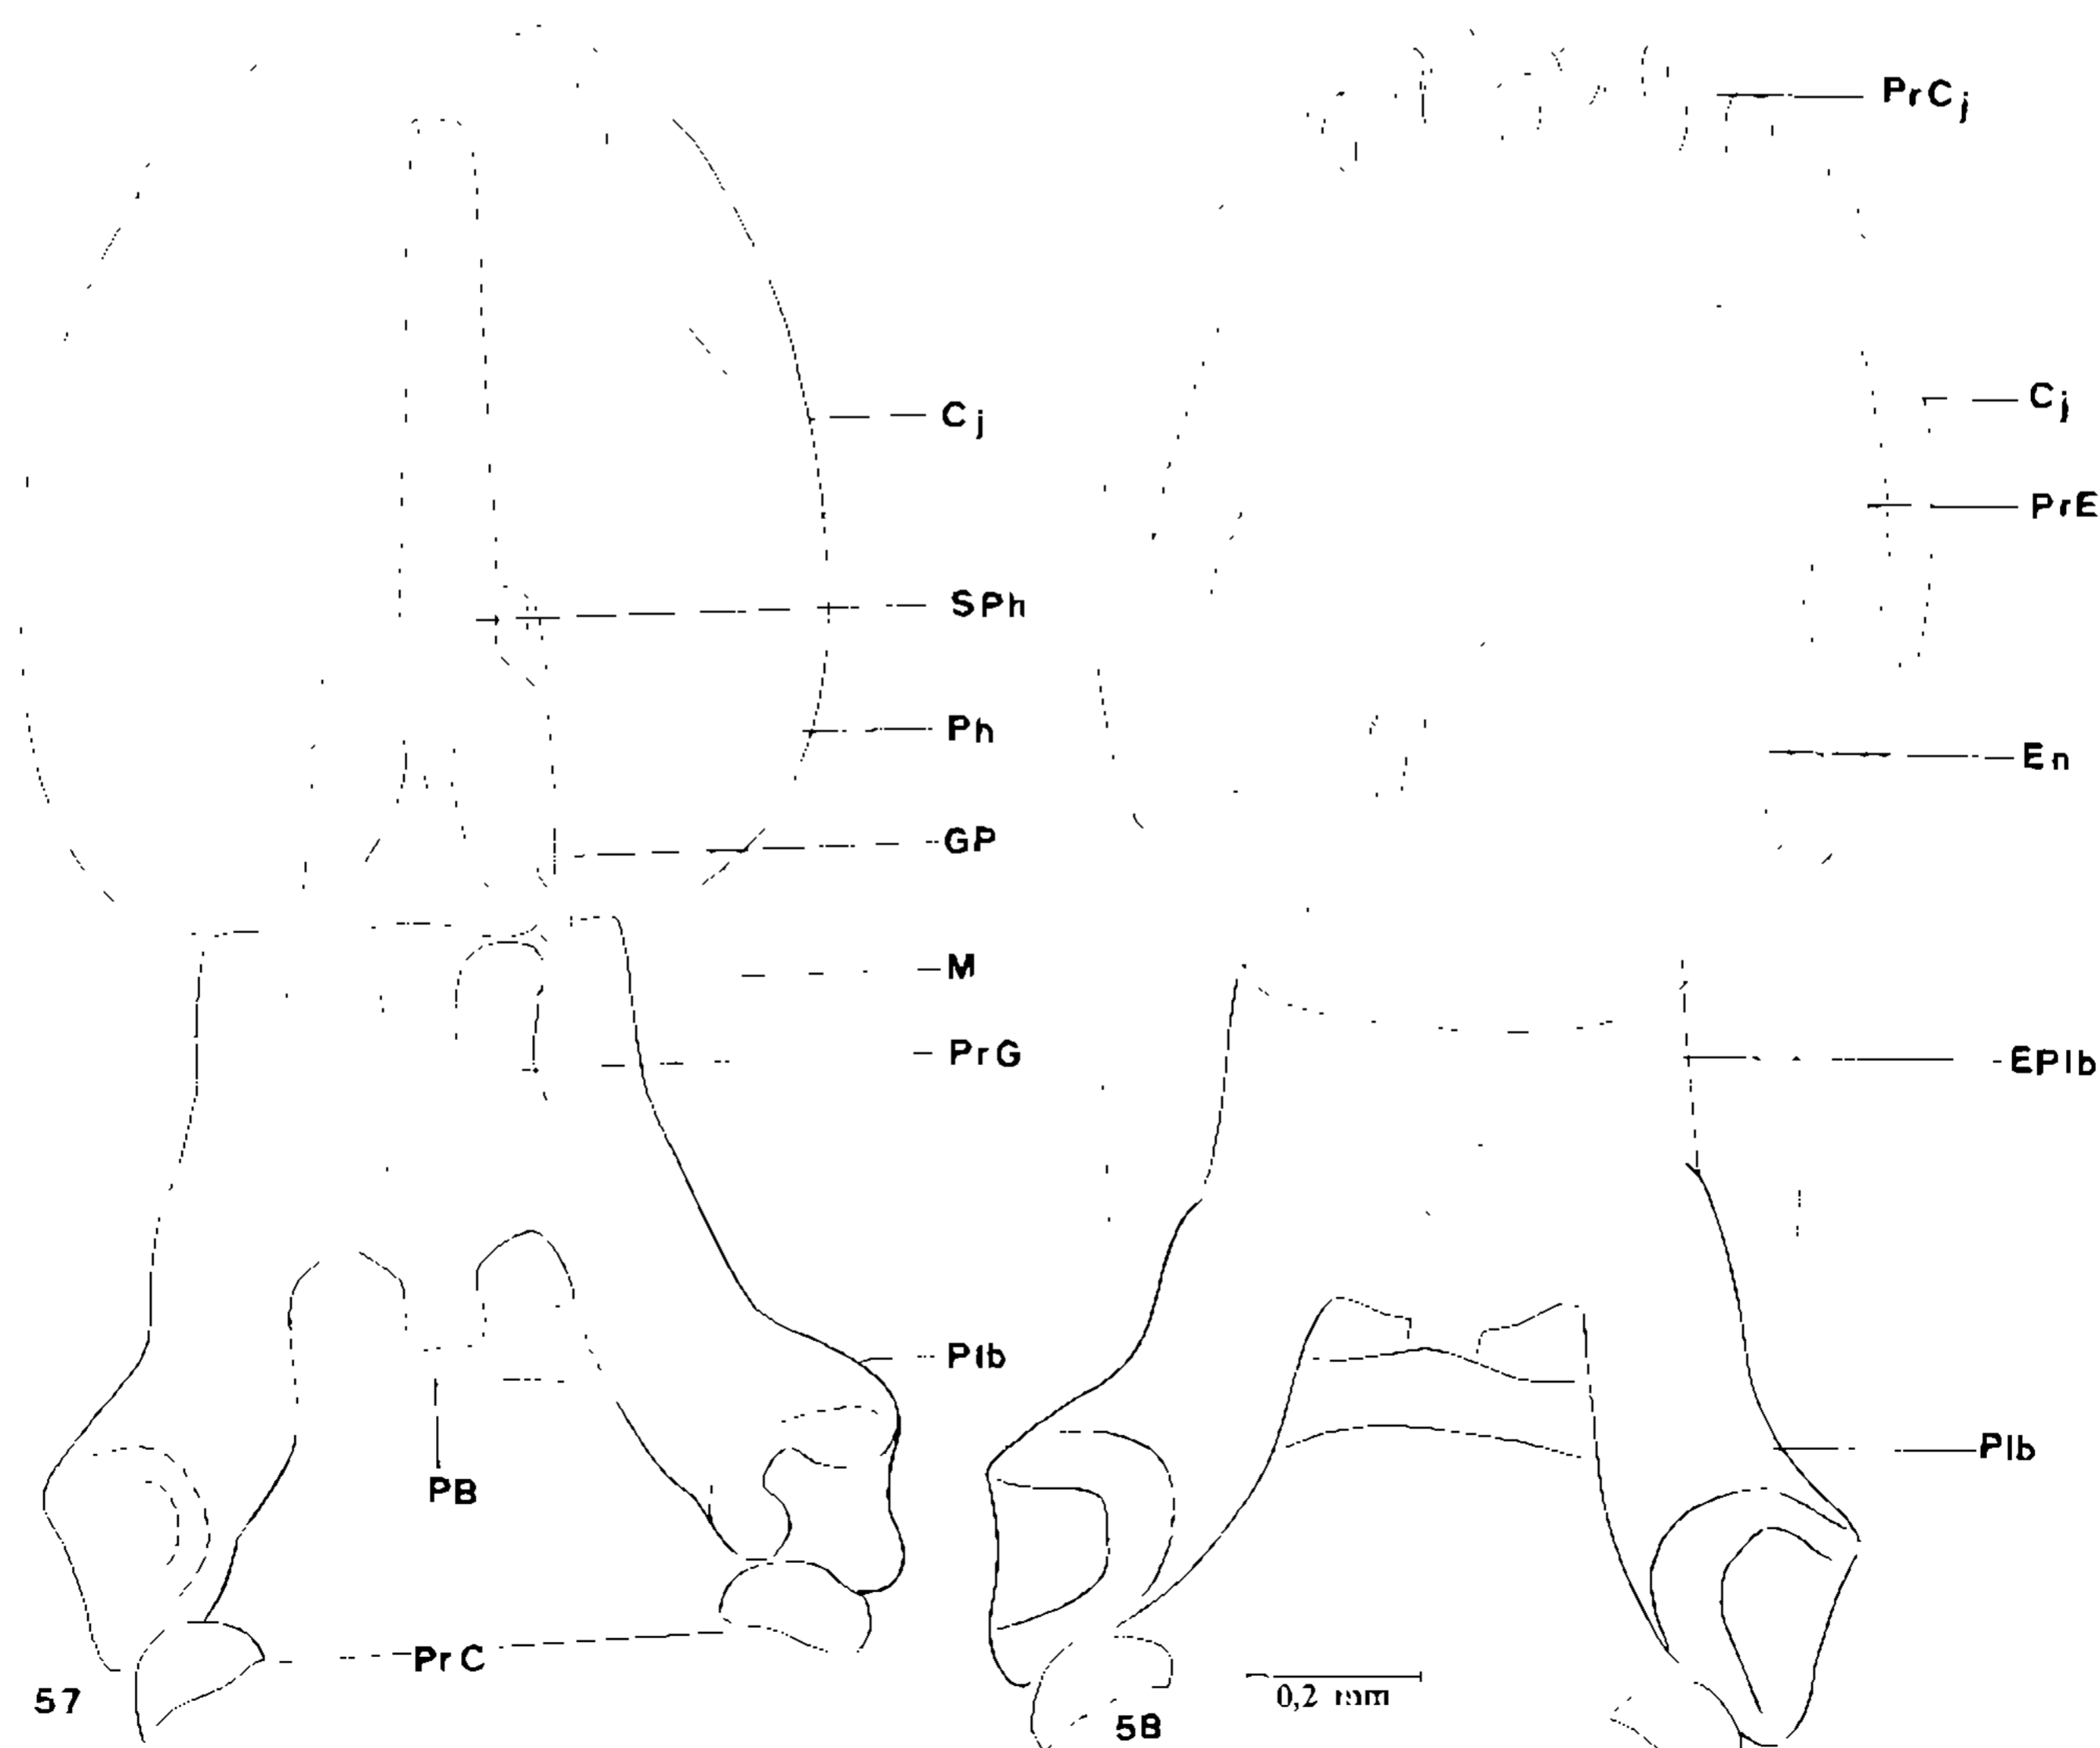 PrCj
Cj
Cj
PrE
SPh
Ph
En
GP
M
PrG
EPlb
Plb
Plb
PB
PrC
57
58
0,2 mm